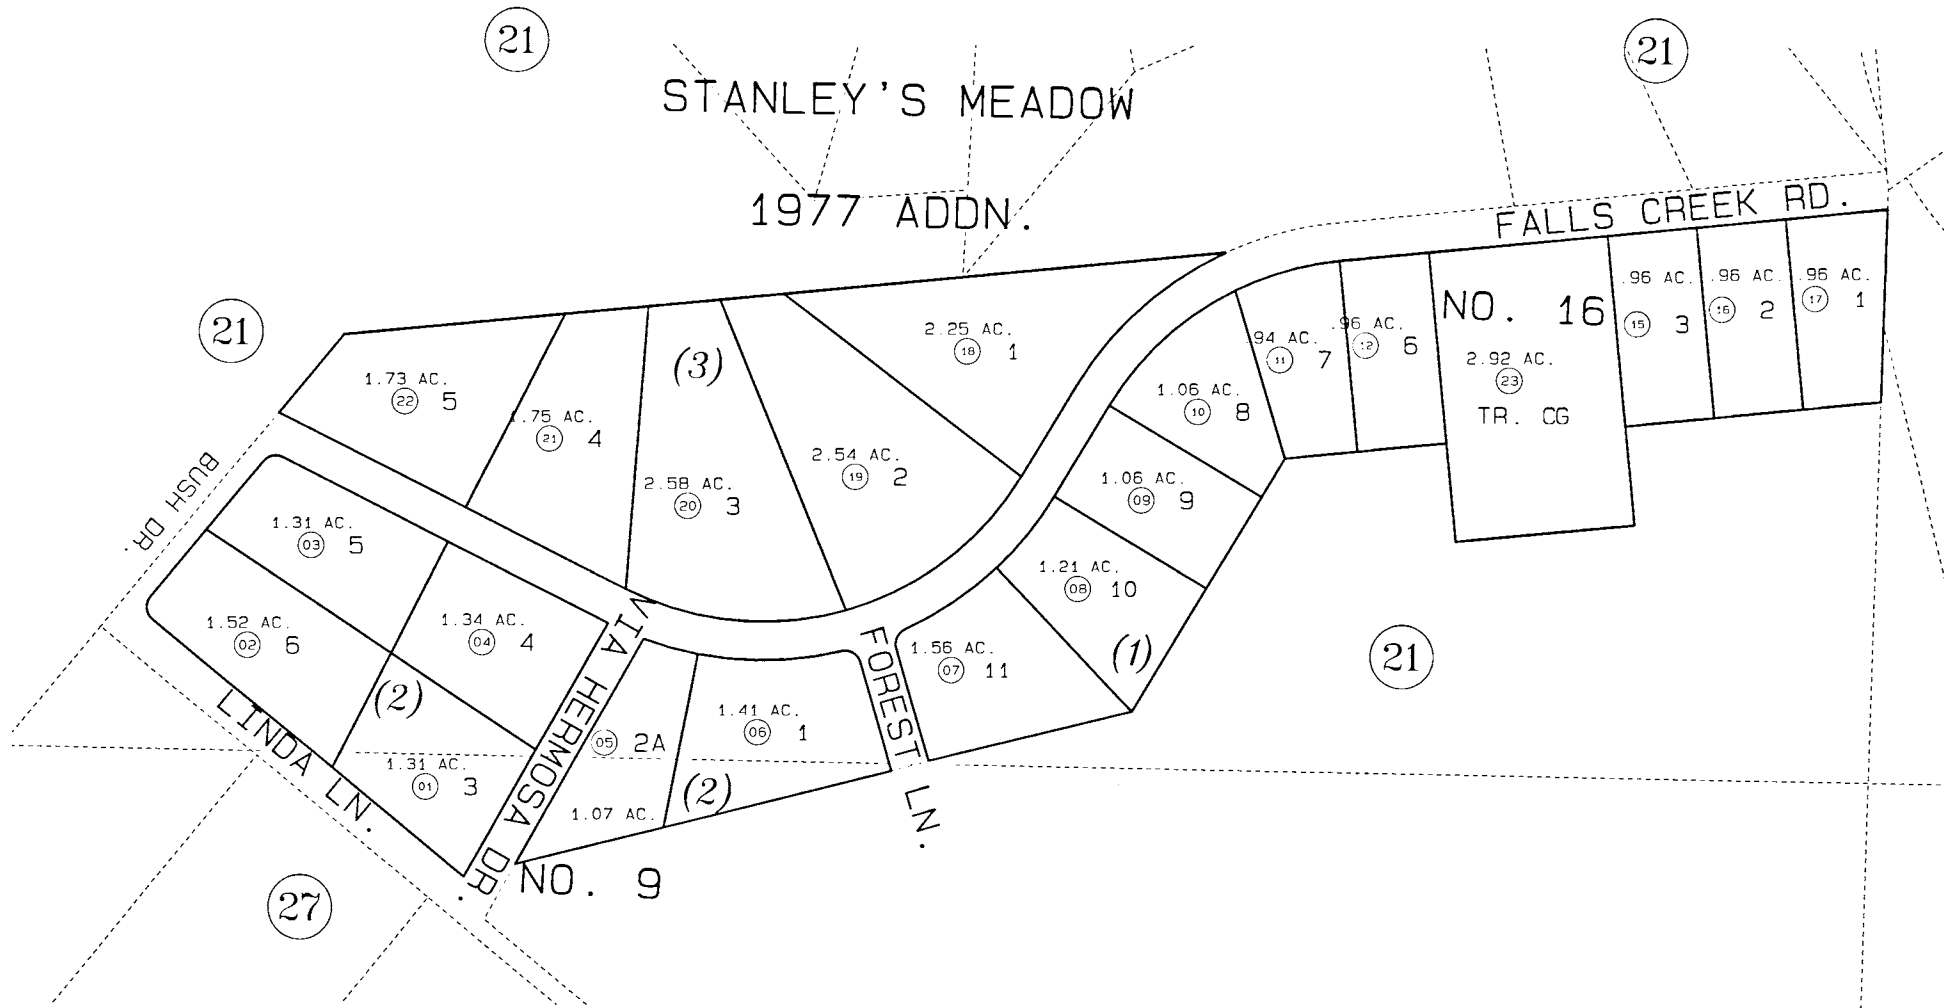 21
21
STANLEY'S MEADOW
1977 ADDN.
FALLS CREEK RD.
21
NO. 16
.96 AC.
15 3
.96 AC.
16 2
.96 AC.
17 1
2.92 AC.
23
TR. CG
.96 AC.
12 6
.94 AC.
11 7
2.25 AC.
18 1
(3)
1.73 AC.
22 5
1.75 AC.
21 4
2.58 AC.
20 3
2.54 AC.
19 2
1.06 AC.
10 8
1.06 AC.
09 9
1.21 AC.
08 10
(1)
1.56 AC.
07 11
21
BUSH DR.
1.31 AC.
03 5
1.52 AC.
02 6
1.34 AC.
04 4
(2)
1.31 AC.
01 3
LINDA LN.
VIA HERMOSA DR.
05 2A
1.07 AC.
1.41 AC.
06 1
(2)
FOREST LN.
NO. 9
27